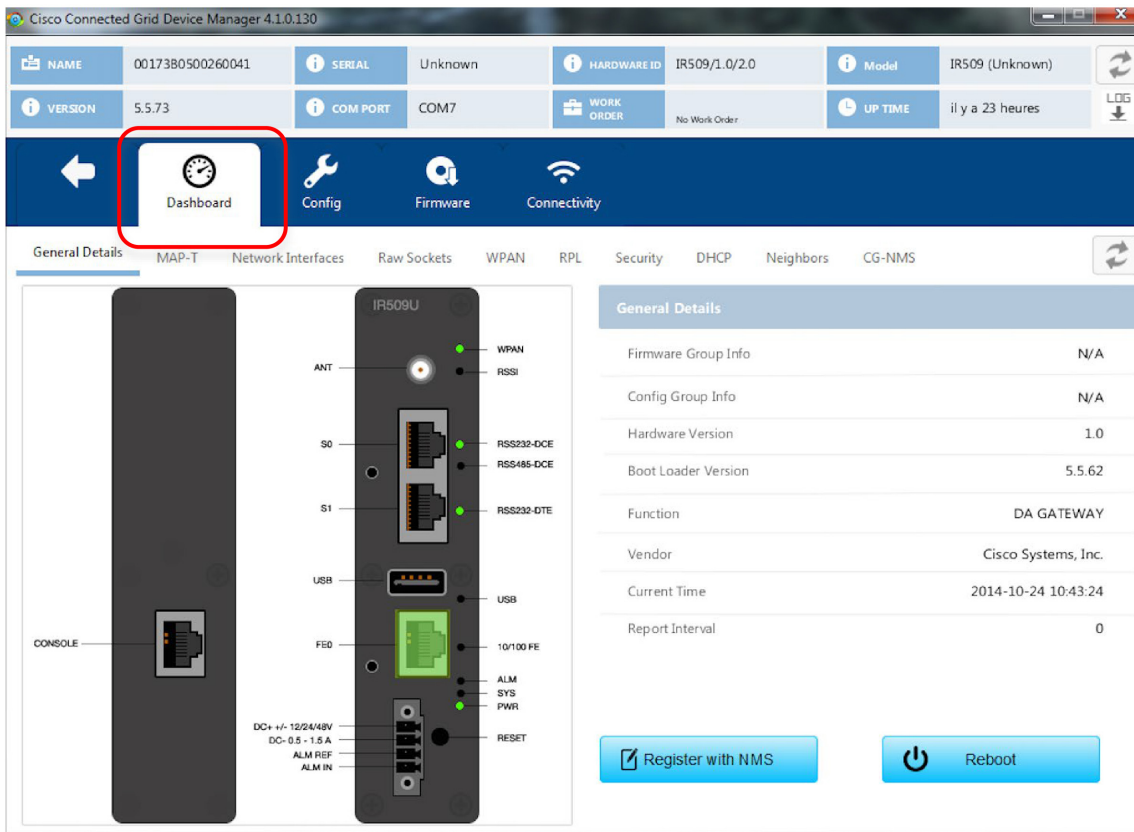 Cisco Connected Grid Device Manager 4.1.0.130
NAME 00173B0500260041 SERIAL Unknown HARDWARE ID IR509/1.0/2.0 Model IR509 (Unknown)
VERSION 5.5.73 COM PORT COM7 WORK ORDER No Work Order UP TIME il y a 23 heures LOG
Dashboard Config Firmware Connectivity
General Details MAP-T Network Interfaces Raw Sockets WPAN RPL Security DHCP Neighbors CG-NMS
IR509U
WPAN
ANT
RSSI
S0
RSS232-DCE
RSS485-DCE
S1
RSS232-DTE
USB
USB
CONSOLE
FE0
10/100 FE
ALM
SYS
PWR
DC+ +/- 12/24/48V
DC- 0.5 - 1.5 A
RESET
ALM REF
ALM IN
General Details
Firmware Group Info N/A
Config Group Info N/A
Hardware Version 1.0
Boot Loader Version 5.5.62
Function DA GATEWAY
Vendor Cisco Systems, Inc.
Current Time 2014-10-24 10:43:24
Report Interval 0
Register with NMS Reboot